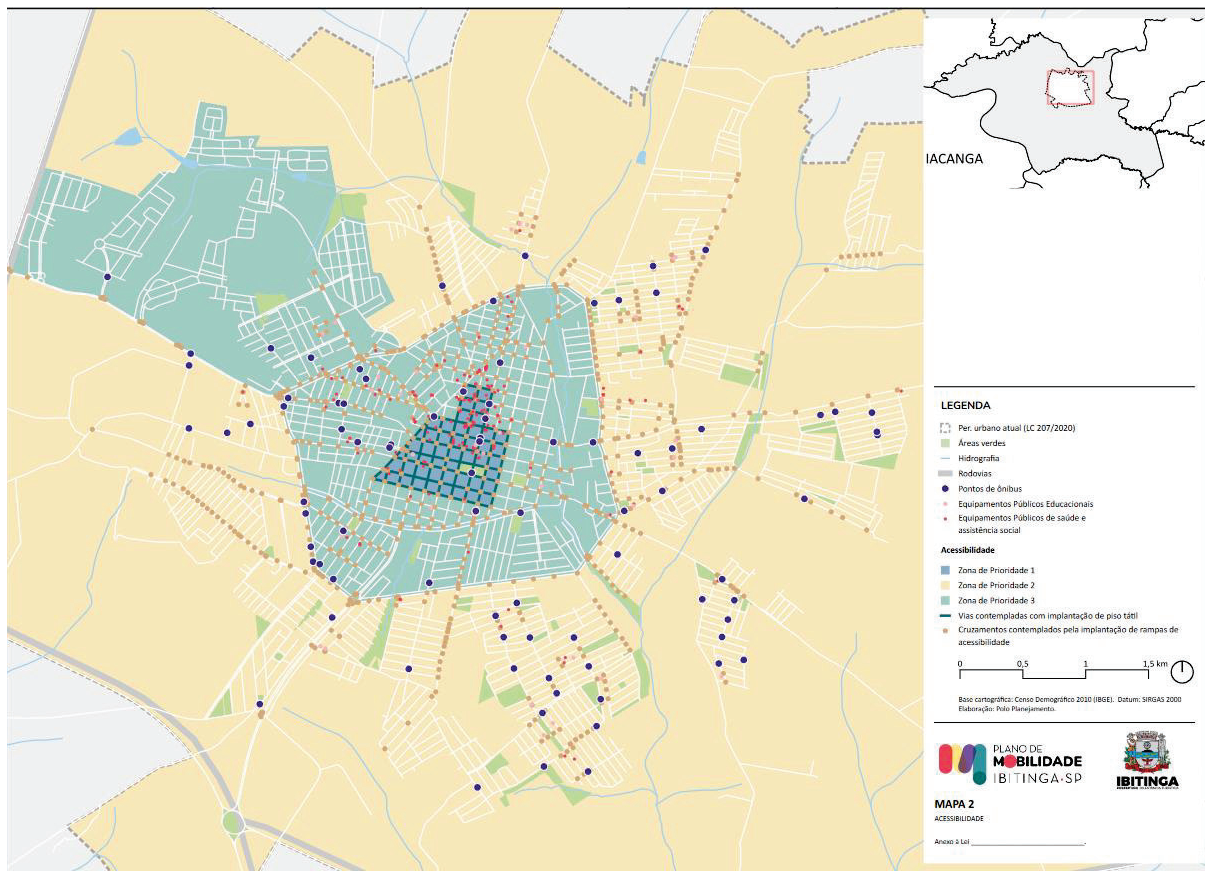 IACANGA
LEGENDA
Per. urbano atual (LC 207/2020)
Áreas verdes
Hidrografia
Rodovias
Pontos de ônibus
Equipamentos Públicos Educacionais
Equipamentos Públicos de saúde e
assistência social
Acessibilidade
Zona de Prioridade 1
Zona de Prioridade 2
Zona de Prioridade 3
Vias contempladas com implantação de piso tátil
Cruzamentos contemplados pela implantação de rampas de
acessibilidade
0 0,5 1 1,5 km
Base cartográfica: Censo Demográfico 2010 (IBGE). Datum: SIRGAS 2000
Elaboração: Polo Planejamento.
PLANO DE
MOBILIDADE
IBITINGA·SP
IBITINGA
MAPA 2
ACESSIBILIDADE
Anexo à Lei ______________________________.